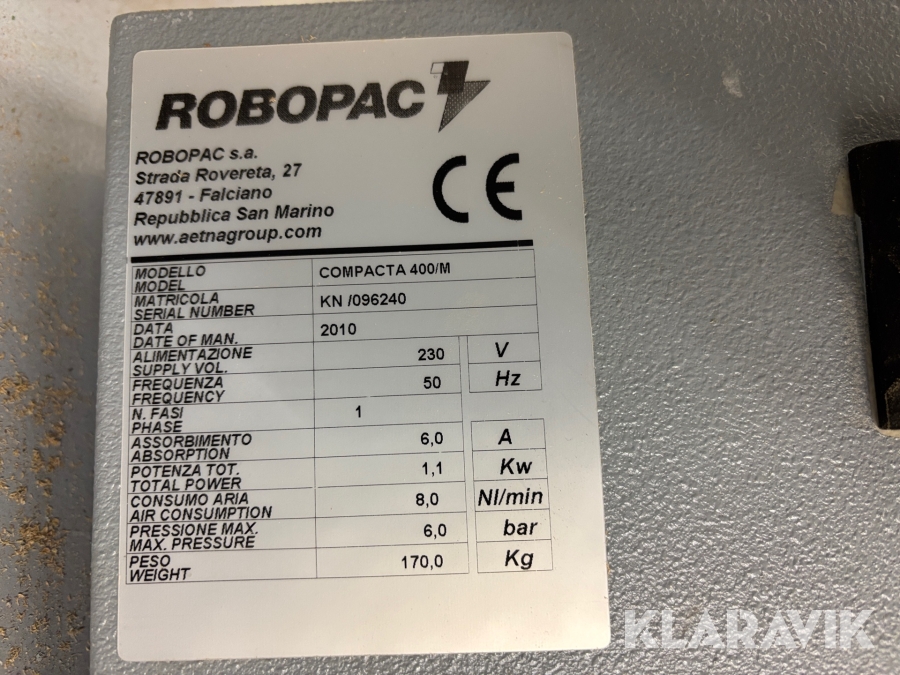 ROBOPAC
ROBOPAC s.a.
Strada Rovereta, 27
47891 - Falciano
Repubblica San Marino
www.aetnagroup.com
CE
MODELLO
MODEL
COMPACTA 400/M
MATRICOLA
SERIAL NUMBER
KN /096240
DATA
DATE OF MAN.
2010
ALIMENTAZIONE
SUPPLY VOL.
230 V
FREQUENZA
FREQUENCY
50 Hz
N. FASI
PHASE
1
ASSORBIMENTO
ABSORPTION
6,0 A
POTENZA TOT.
TOTAL POWER
1,1 Kw
CONSUMO ARIA
AIR CONSUMPTION
8,0 Nl/min
PRESSIONE MAX.
MAX. PRESSURE
6,0 bar
PESO
WEIGHT
170,0 Kg
KLARAVIK